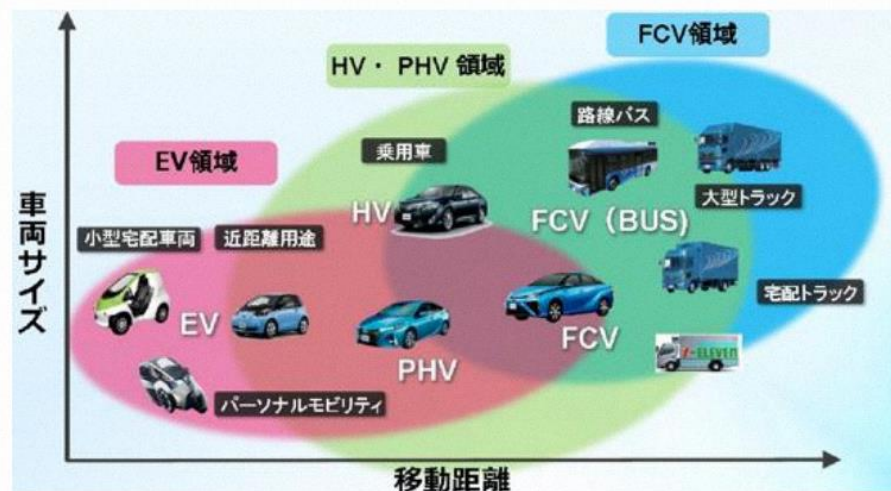 FCV領域
HV・PHV 領域
EV領域
路線バス
乗用車
大型トラック
HV
FCV（BUS)
小型宅配車両
近距離用途
宅配トラック
EV
FCV
7-ELEVEN
PHV
パーソナルモビリティ
車両サイズ
移動距離